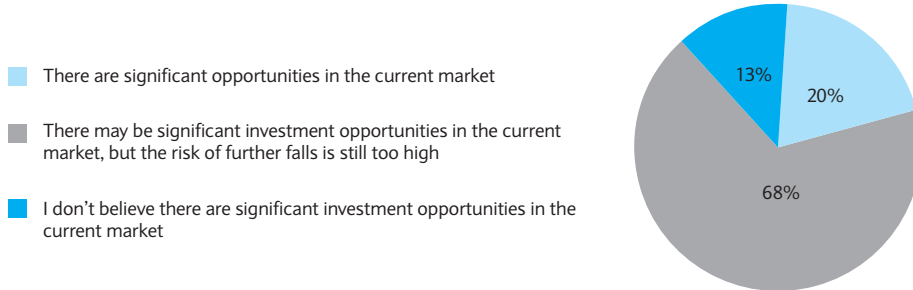 There are significant opportunities in the current market
There may be significant investment opportunities in the current
market, but the risk of further falls is still too high
I don’t believe there are significant investment opportunities in the
current market
13%
20%
68%